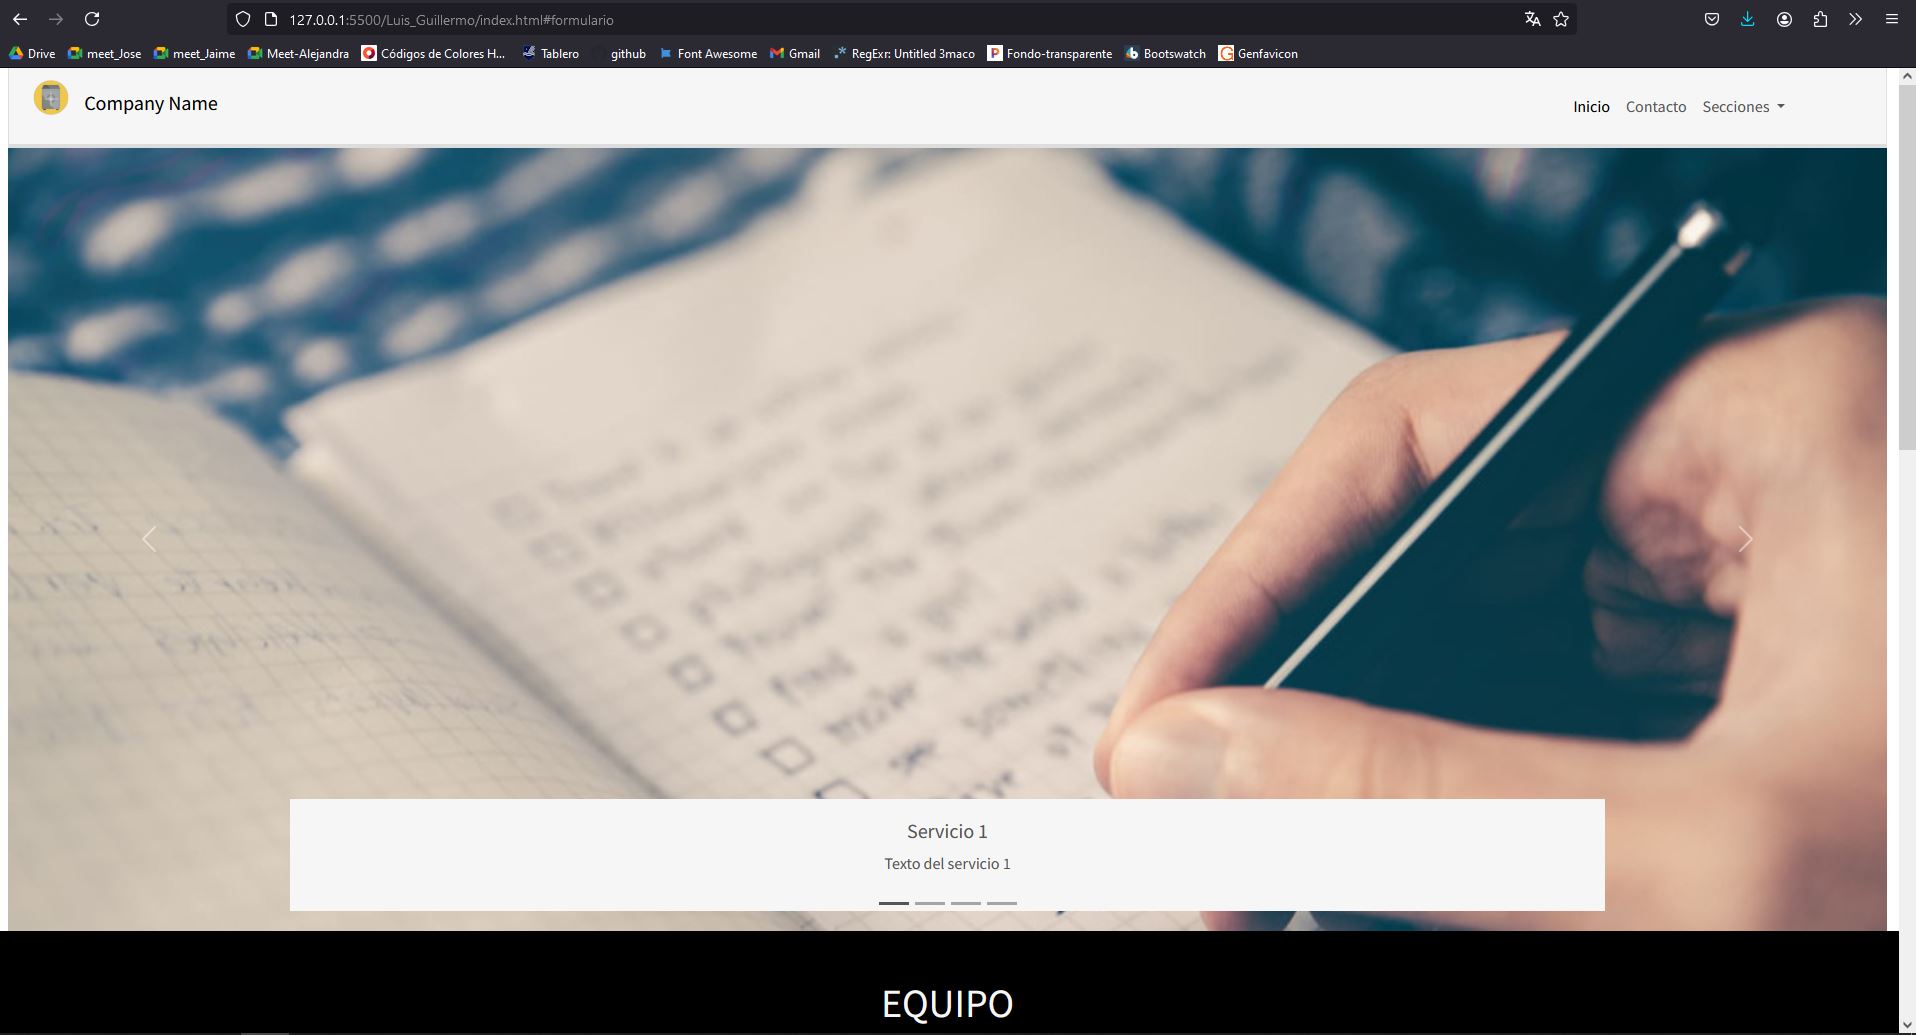 127.0.0.1:5500/Luis_Guillermo/index.html#formulario
Drive meet_Jose meet_Jaime Meet-Alejandra Códigos de Colores H... Tablero github Font Awesome Gmail RegExr: Untitled 3maco Fondo-transparente Bootswatch Genfavicon
Company Name
Inicio Contacto Secciones
Servicio 1
Texto del servicio 1
EQUIPO